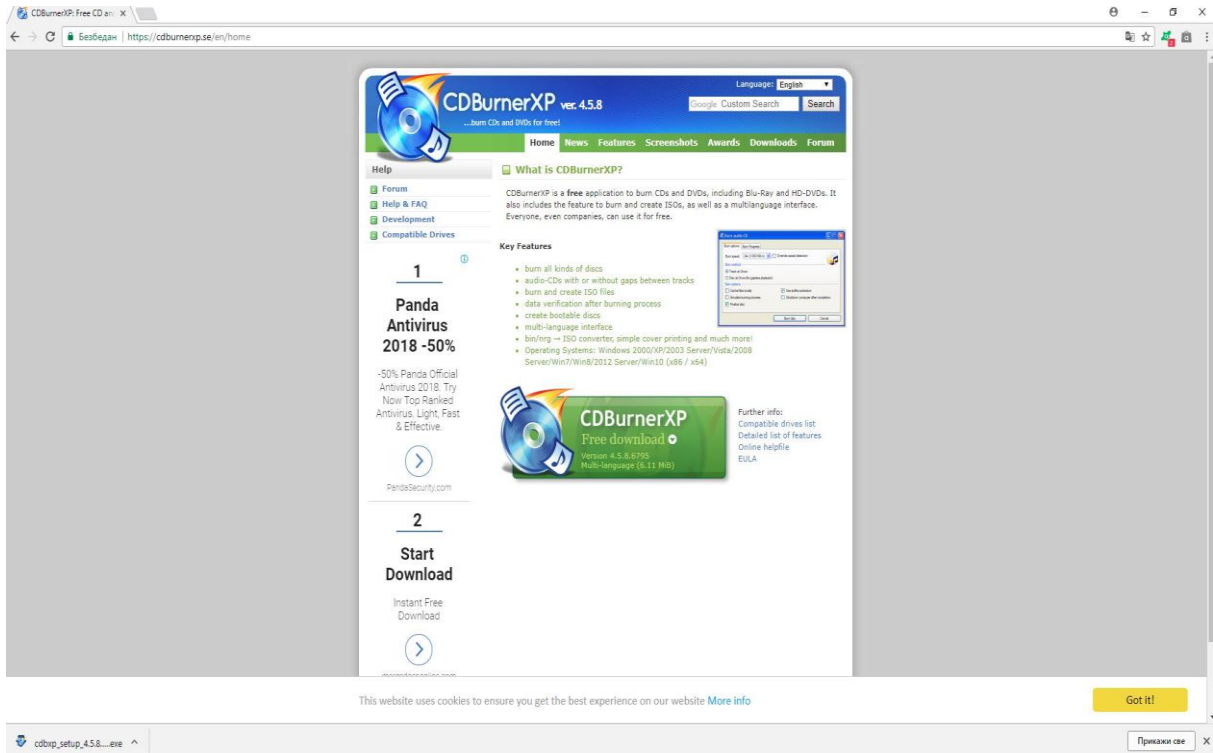 CDBurnerXP: Free CD an
Безбедан | https://cdburnerxp.se/en/home
Language: English
CDBurnerXP ver. 4.5.8
...burn CDs and DVDs for free!
Google Custom Search Search
Home News Features Screenshots Awards Downloads Forum
Help
Forum
Help & FAQ
Development
Compatible Drives
What is CDBurnerXP?
CDBurnerXP is a free application to burn CDs and DVDs, including Blu-Ray and HD-DVDs. It
also includes the feature to burn and create ISOs, as well as a multilanguage interface.
Everyone, even companies, can use it for free.
Key Features
burn all kinds of discs
audio-CDs with or without gaps between tracks
burn and create ISO files
data verification after burning process
create bootable discs
multi-language interface
bin/nrg → ISO converter, simple cover printing and much more!
Operating Systems: Windows 2000/XP/2003 Server/Vista/2008
Server/Win7/Win8/2012 Server/Win10 (x86 / x64)
1
Panda
Antivirus
2018 -50%
-50% Panda Official
Antivirus 2018. Try
Now Top Ranked
Antivirus. Light, Fast
& Effective.
PandaSecurity.com
2
Start
Download
Instant Free
Download
CDBurnerXP
Free download
Version 4.5.8.6795
Multi-language (6.11 MiB)
Further info:
Compatible drives list
Detailed list of features
Online helpfile
EULA
This website uses cookies to ensure you get the best experience on our website More info
Got it!
cdbxp_setup_4.5.8....exe
Прикажи све